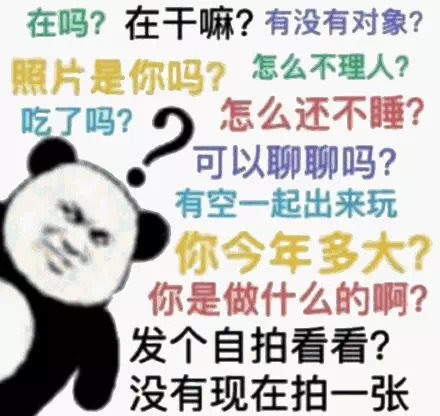 在吗? 在干嘛? 有没有对象?
照片是你吗? 怎么不理人?
吃了吗? 怎么还不睡?
?
可以聊聊吗?
有空一起出来玩
你今年多大?
你是做什么的啊?
发个自拍看看?
没有现在拍一张